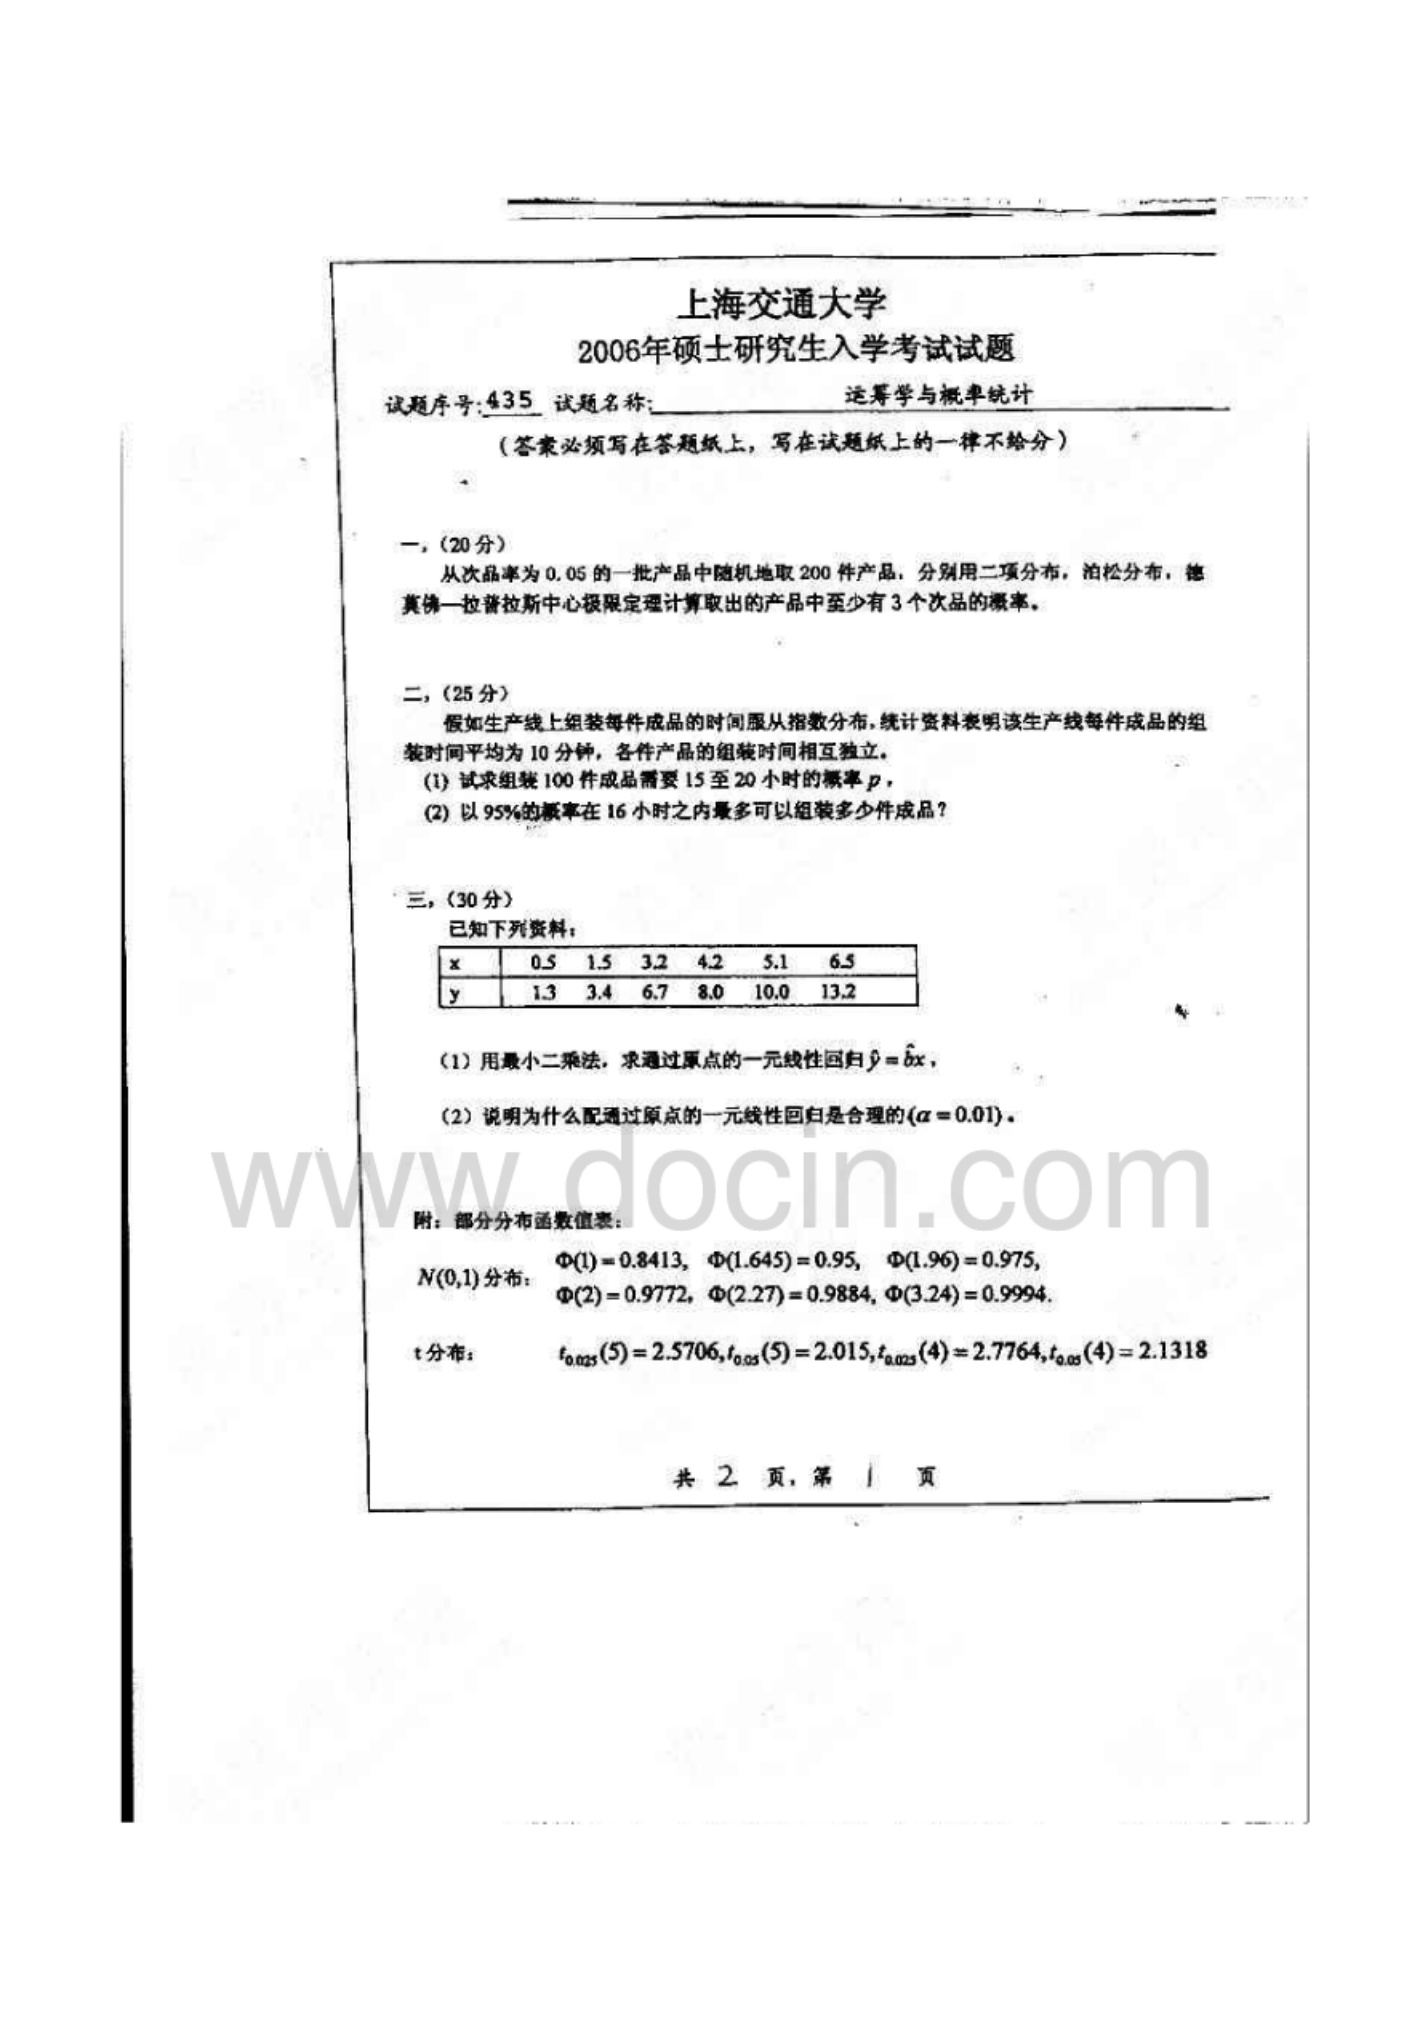 上海交通大学
2006年硕士研究生入学考试试题
试题序号:435 试题名称: 运筹学与概率统计
(答案必须写在答题纸上，写在试题纸上的一律不给分)
一，(20分)
从次品率为0.05的一批产品中随机地取200件产品，分别用二项分布，泊松分布，德
莫佛—拉普拉斯中心极限定理计算取出的产品中至少有3个次品的概率。
二，(25分)
假如生产线上组装每件成品的时间服从指数分布,统计资料表明该生产线每件成品的组
装时间平均为10分钟，各件产品的组装时间相互独立。
(1) 试求组装100件成品需要15至20小时的概率p，
(2) 以95%的概率在16小时之内最多可以组装多少件成品？
三，(30分)
已知下列资料：
x 0.5 1.5 3.2 4.2 5.1 6.5
y 1.3 3.4 6.7 8.0 10.0 13.2
(1) 用最小二乘法，求通过原点的一元线性回归ŷ = b̂x，
(2) 说明为什么配通过原点的一元线性回归是合理的(α = 0.01)。
www.docin.com
附：部分分布函数值表：
N(0,1)分布：
Φ(1) = 0.8413, Φ(1.645) = 0.95, Φ(1.96) = 0.975,
Φ(2) = 0.9772, Φ(2.27) = 0.9884, Φ(3.24) = 0.9994.
t分布： t₀.₀₂₅(5) = 2.5706, t₀.₀₅(5) = 2.015, t₀.₀₂₅(4) = 2.7764, t₀.₀₅(4) = 2.1318
共 2 页，第 1 页